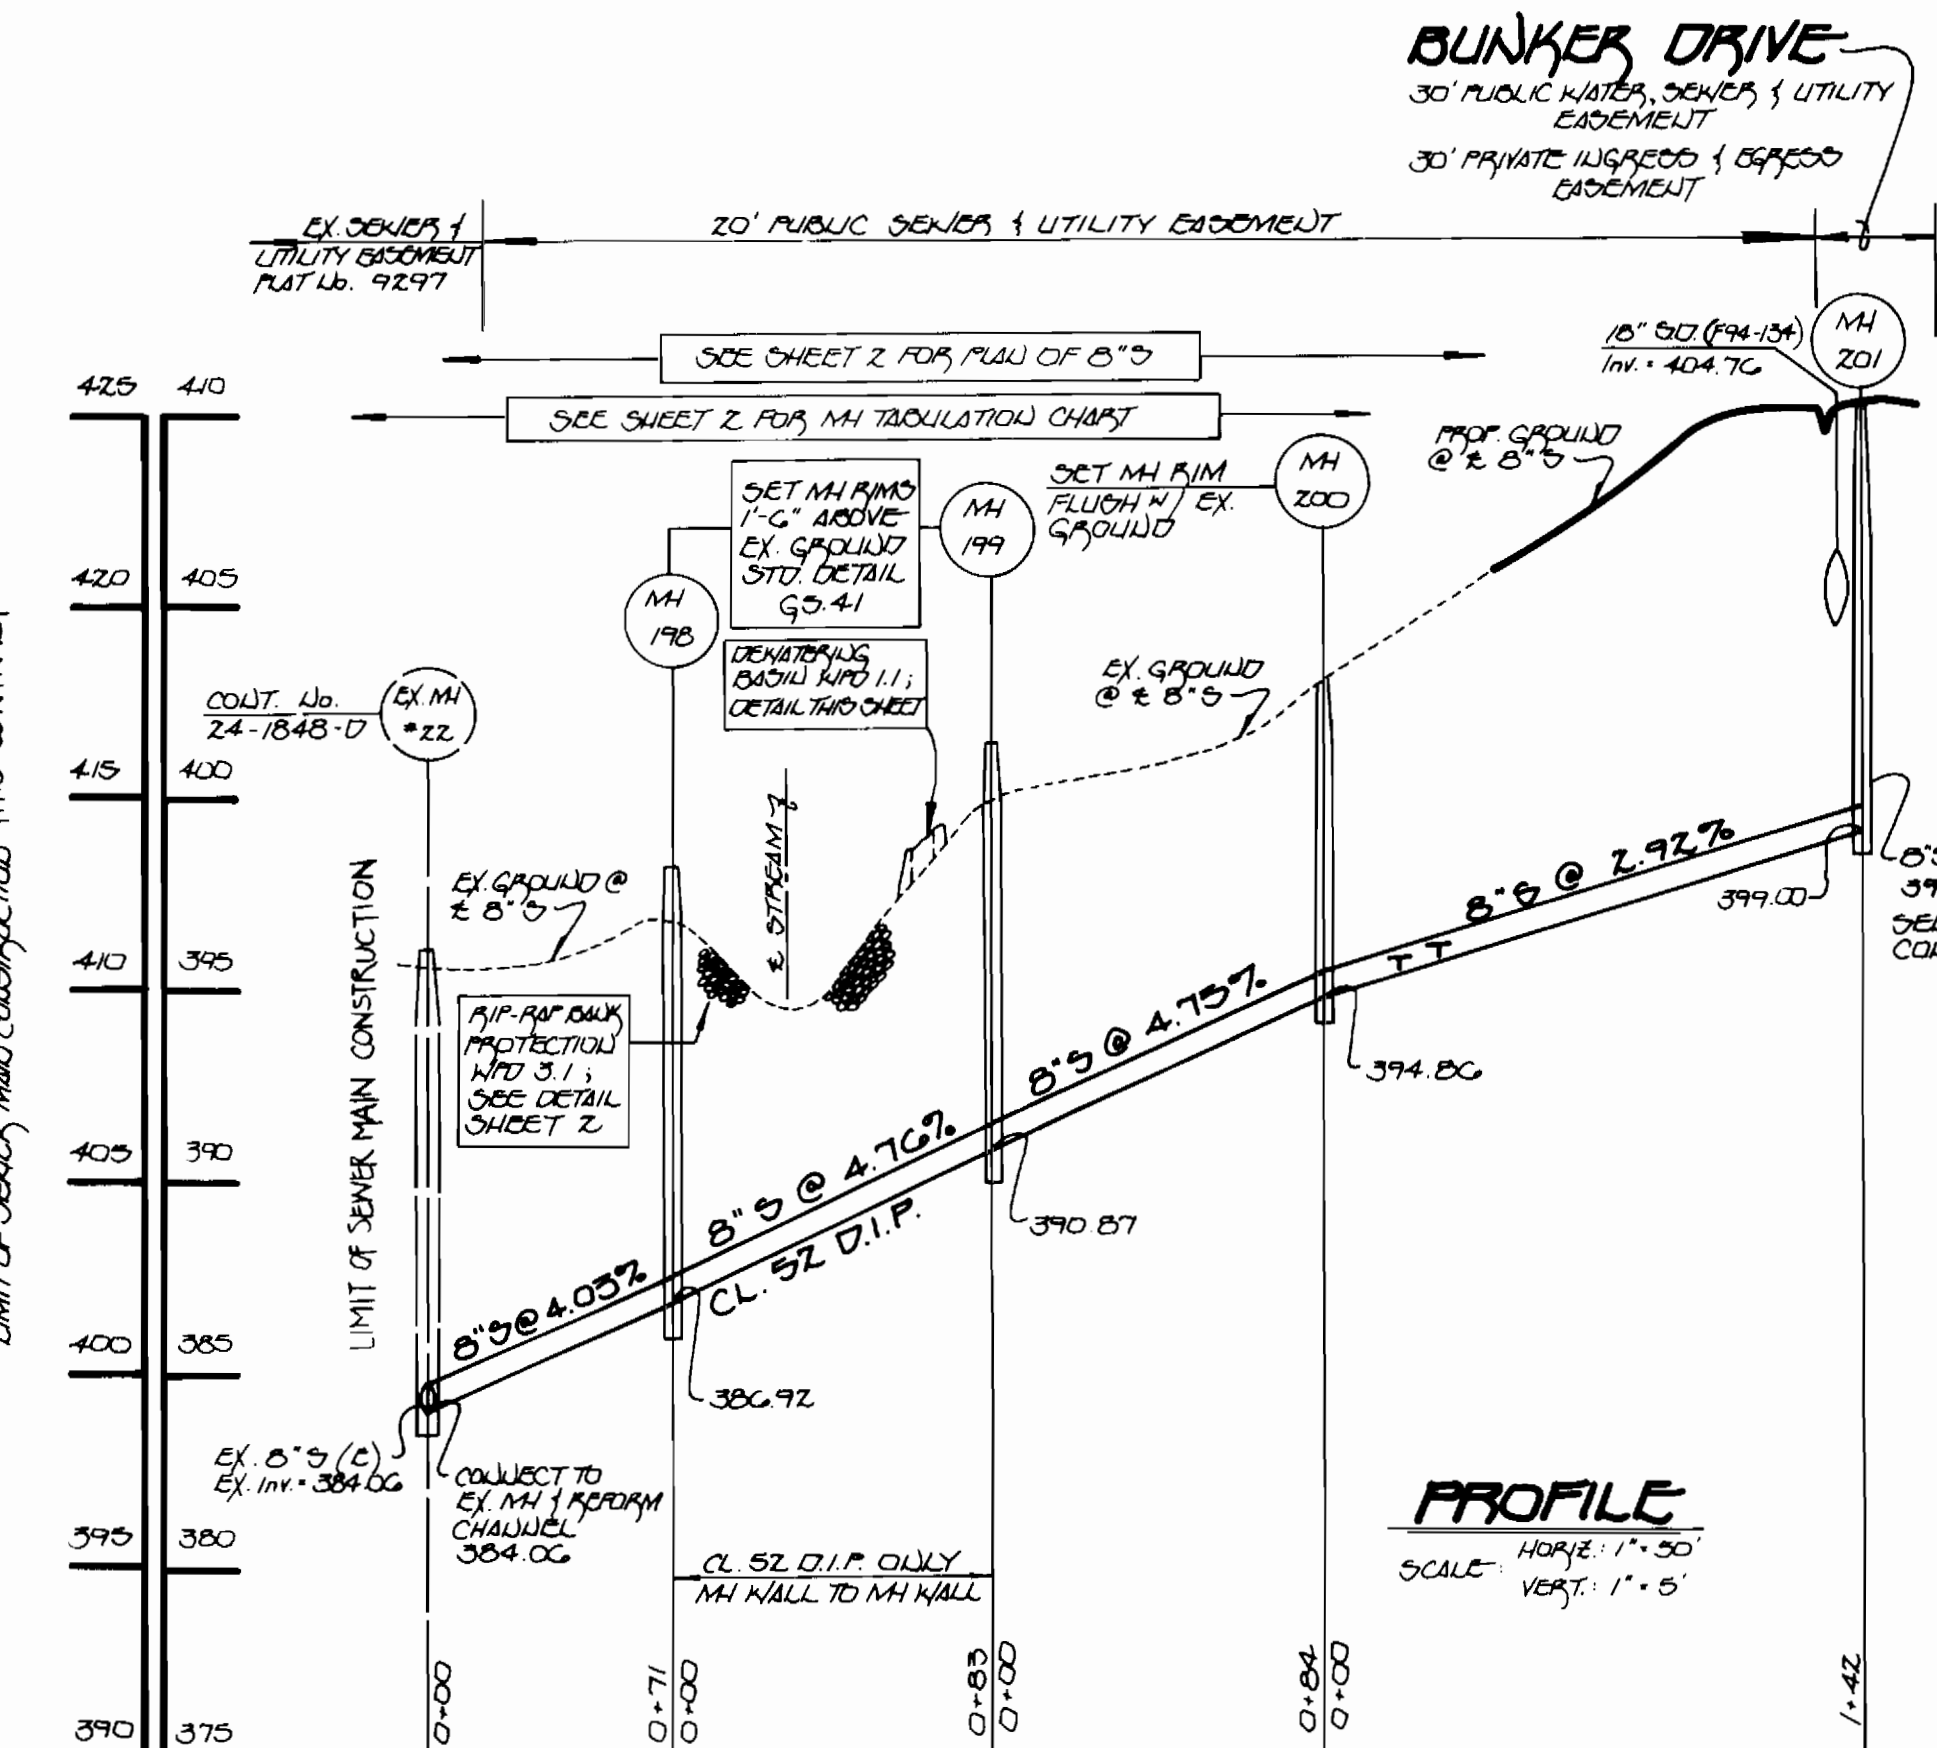 BUNKER DRIVE
30' PUBLIC WATER, SEWER & UTILITY
EASEMENT
30' PRIVATE INGRESS & EGRESS
EASEMENT
EX. SEWER &
UTILITY EASEMENT
PLAT No. 9297
20' PUBLIC SEWER & UTILITY EASEMENT
SEE SHEET 2 FOR PLAN OF 8"S
SEE SHEET 2 FOR MH TABULATION CHART
18" S.D. (F94-134)
Inv. = 404.76
MH
201
425 410
420 405
415 400
410 395
405 390
400 385
395 380
390 375
SET MH RIMS
1'-6" ABOVE
EX. GROUND
STD. DETAIL
G5.41
MH
199
SET MH RIM
FLUSH W/ EX.
GROUND
MH
200
PROP. GROUND
@ ℄ 8"S
MH
198
DEWATERING
BASIN WPD 1.1;
DETAIL THIS SHEET
EX. GROUND
@ ℄ 8"S
CONT. No.
24-1848-D
EX. MH
#22
LIMIT OF SEWER MAIN CONSTRUCTION
EX. GROUND @
℄ 8"S
℄ STREAM
RIP-RAP BANK
PROTECTION
WPD 3.1;
SEE DETAIL
SHEET 2
8"S @ 4.03%
8"S @ 4.76%
CL. 52 D.I.P.
8"S @ 4.75%
8"S @ 2.92%
T T
399.00
394.86
390.87
386.92
8"S
39
CON
EX. 8"S (E)
EX. Inv. = 384.06
CONNECT TO
EX. MH & REFORM
CHANNEL
384.06
CL. 52 D.I.P. ONLY
MH WALL TO MH WALL
PROFILE
SCALE: HORIZ.: 1" = 50'
VERT.: 1" = 5'
0+00
0+71
0+00
0+83
0+00
0+84
0+00
1+42